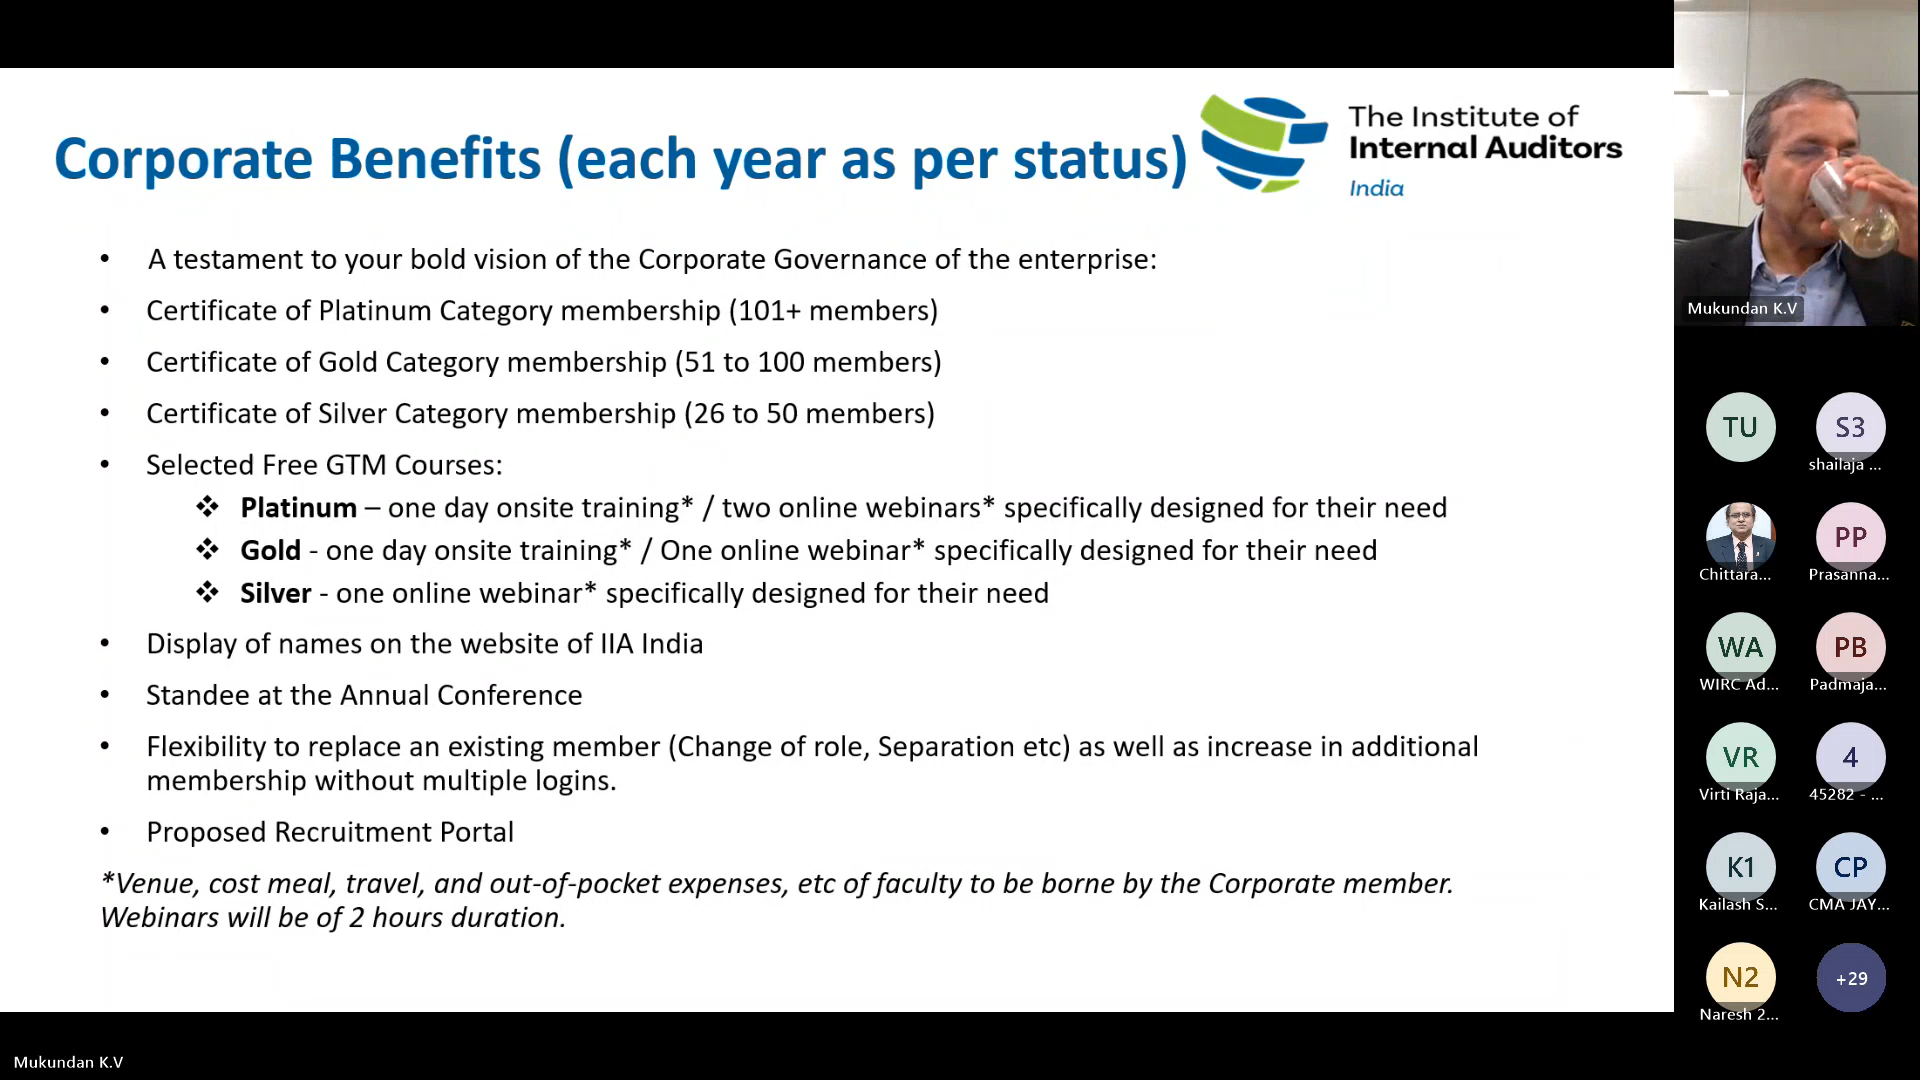 Corporate Benefits (each year as per status)
The Institute of
Internal Auditors
India
• A testament to your bold vision of the Corporate Governance of the enterprise:
• Certificate of Platinum Category membership (101+ members)
• Certificate of Gold Category membership (51 to 100 members)
• Certificate of Silver Category membership (26 to 50 members)
• Selected Free GTM Courses:
❖ Platinum – one day onsite training* / two online webinars* specifically designed for their need
❖ Gold - one day onsite training* / One online webinar* specifically designed for their need
❖ Silver - one online webinar* specifically designed for their need
• Display of names on the website of IIA India
• Standee at the Annual Conference
• Flexibility to replace an existing member (Change of role, Separation etc) as well as increase in additional
membership without multiple logins.
• Proposed Recruitment Portal
*Venue, cost meal, travel, and out-of-pocket expenses, etc of faculty to be borne by the Corporate member.
Webinars will be of 2 hours duration.
Mukundan K.V
TU
S3
shailaja ...
Chittara...
PP
Prasanna...
WA
WIRC Ad...
PB
Padmaja...
VR
Virti Raja...
4
45282 - ...
K1
Kailash S...
CP
CMA JAY...
N2
Naresh 2...
+29
Mukundan K.V